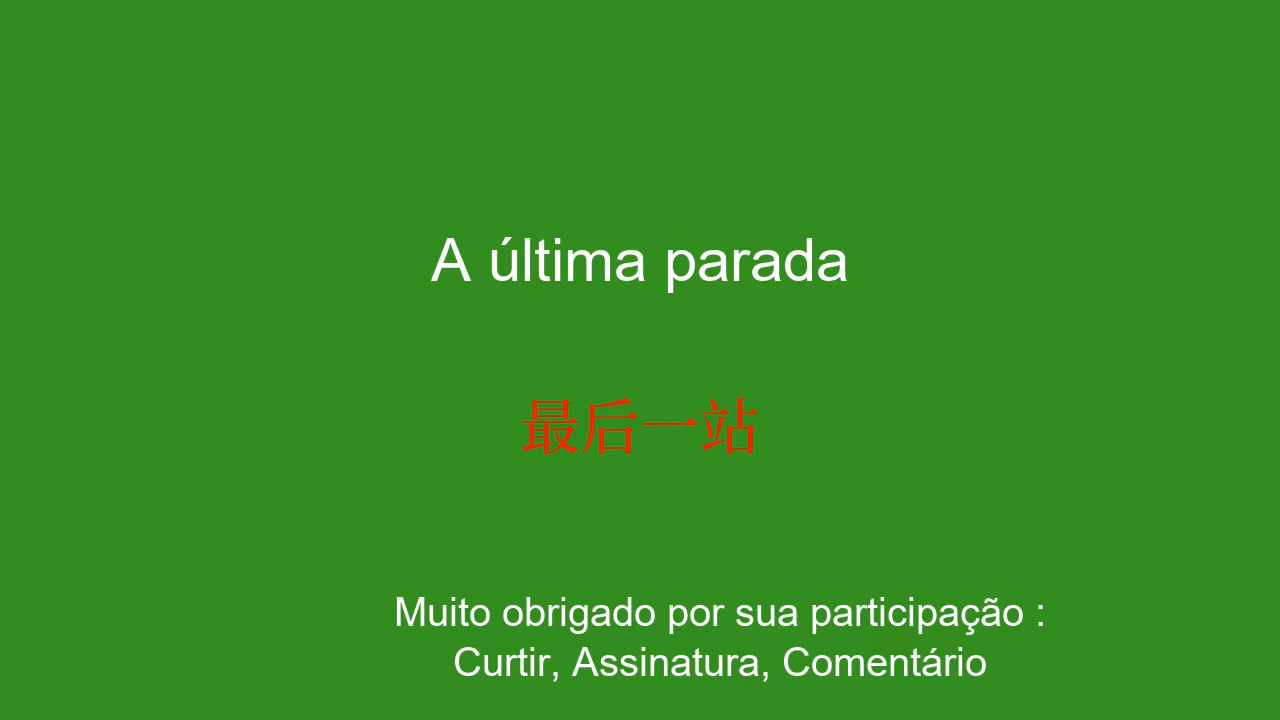 A última parada
最后一站
Muito obrigado por sua participação :
Curtir, Assinatura, Comentário